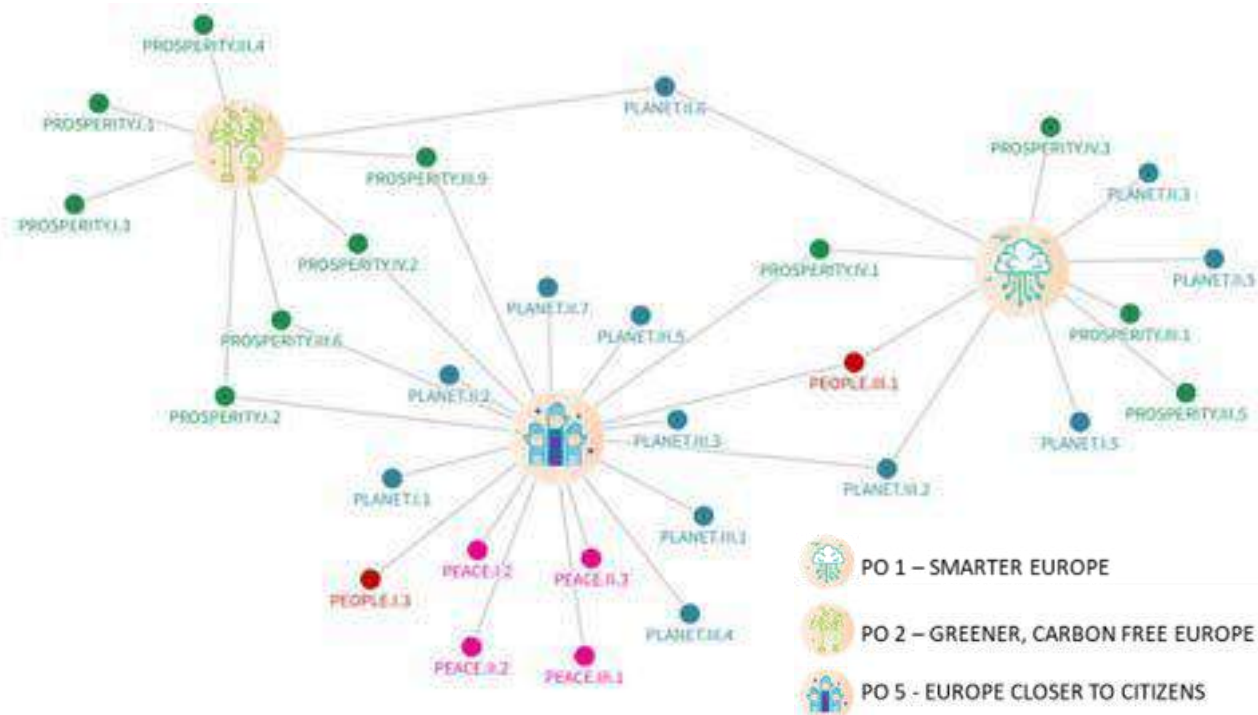 PROSPERITY.III.4
PROSPERITY.I.1
PLANET.II.6
PROSPERITY.IV.3
PROSPERITY.III.9
PLANET.II.3
PROSPERITY.I.3
PROSPERITY.IV.2
PROSPERITY.IV.1
PLANET.II.7
PLANET.III.5
PROSPERITY.III.1
PROSPERITY.III.6
PEOPLE.III.1
PLANET.II.2
PROSPERITY.I.2
PROSPERITY.III.5
PLANET.III.3
PLANET.I.5
PLANET.I.1
PLANET.III.2
PLANET.III.1
PEACE.I.2
PEACE.II.3
PEOPLE.I.3
PLANET.III.4
PEACE.II.2
PEACE.III.1
PO 1 – SMARTER EUROPE
PO 2 – GREENER, CARBON FREE EUROPE
PO 5 - EUROPE CLOSER TO CITIZENS